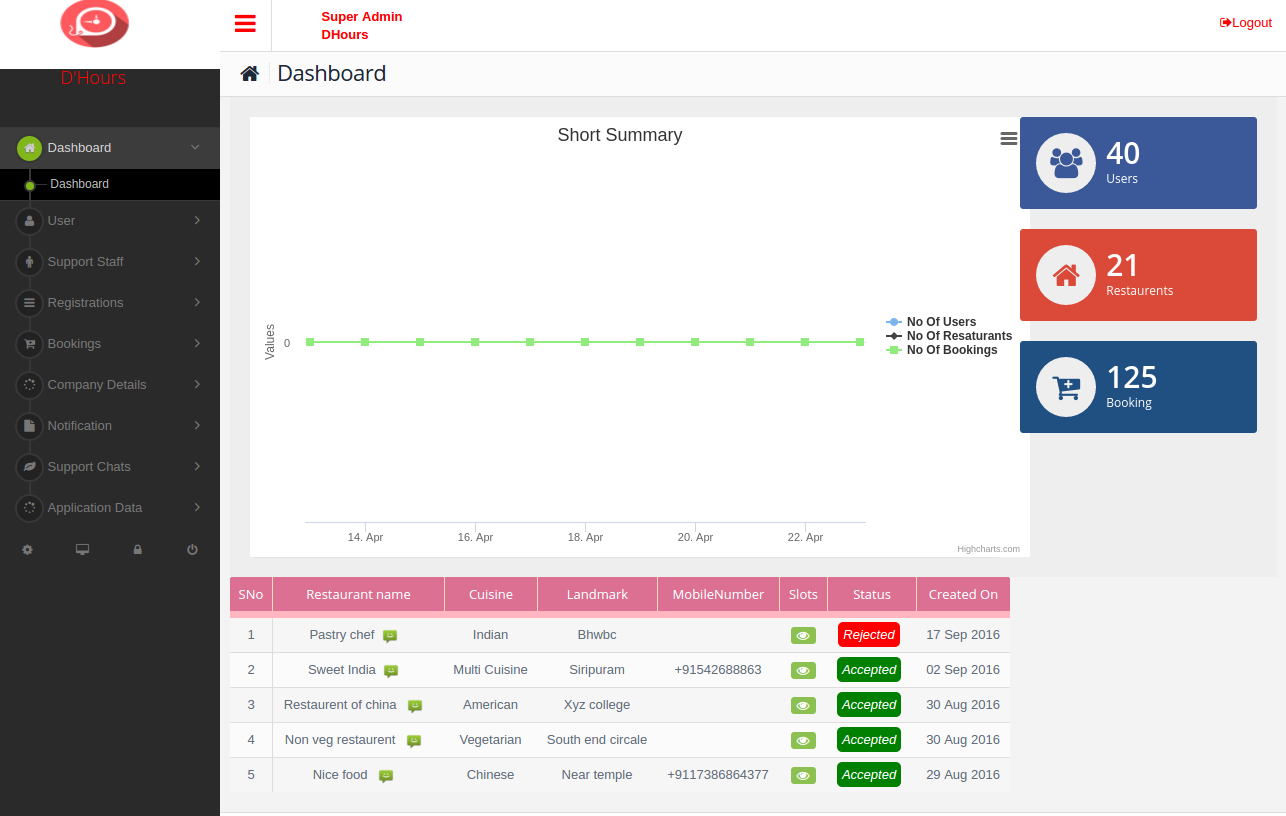 Super Admin
DHours
Logout
D'Hours
Dashboard
Dashboard
Dashboard
User
Support Staff
Registrations
Bookings
Company Details
Notification
Support Chats
Application Data
Short Summary
Values
0
No Of Users
No Of Resaturants
No Of Bookings
14. Apr 16. Apr 18. Apr 20. Apr 22. Apr
Highcharts.com
40
Users
21
Restaurents
125
Booking
SNo Restaurant name Cuisine Landmark MobileNumber Slots Status Created On
1 Pastry chef Indian Bhwbc Rejected 17 Sep 2016
2 Sweet India Multi Cuisine Siripuram +91542688863 Accepted 02 Sep 2016
3 Restaurent of china American Xyz college Accepted 30 Aug 2016
4 Non veg restaurent Vegetarian South end circale Accepted 30 Aug 2016
5 Nice food Chinese Near temple +9117386864377 Accepted 29 Aug 2016